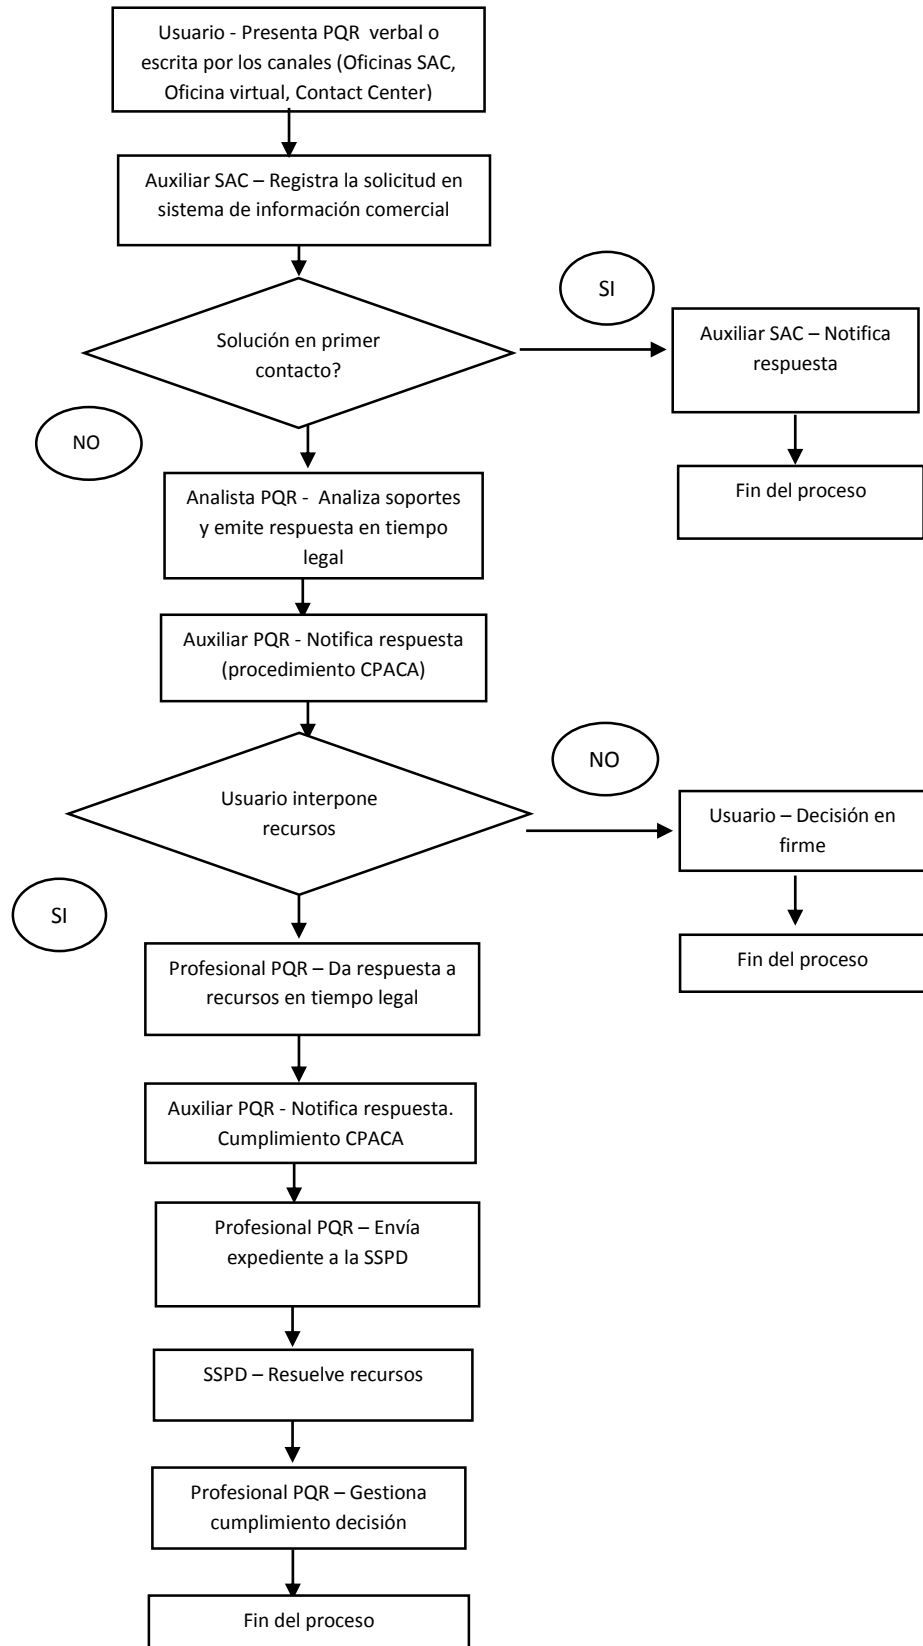 Usuario - Presenta PQR  verbal o
escrita por los canales (Oficinas SAC,
Oficina virtual, Contact Center)
Auxiliar SAC – Registra la solicitud en
sistema de información comercial
Solución en primer
contacto?
SI
Auxiliar SAC – Notifica
respuesta
Fin del proceso
NO
Analista PQR -  Analiza soportes
y emite respuesta en tiempo
legal
Auxiliar PQR - Notifica respuesta
(procedimiento CPACA)
Usuario interpone
recursos
NO
Usuario – Decisión en
firme
Fin del proceso
SI
Profesional PQR – Da respuesta a
recursos en tiempo legal
Auxiliar PQR - Notifica respuesta.
Cumplimiento CPACA
Profesional PQR – Envía
expediente a la SSPD
SSPD – Resuelve recursos
Profesional PQR – Gestiona
cumplimiento decisión
Fin del proceso